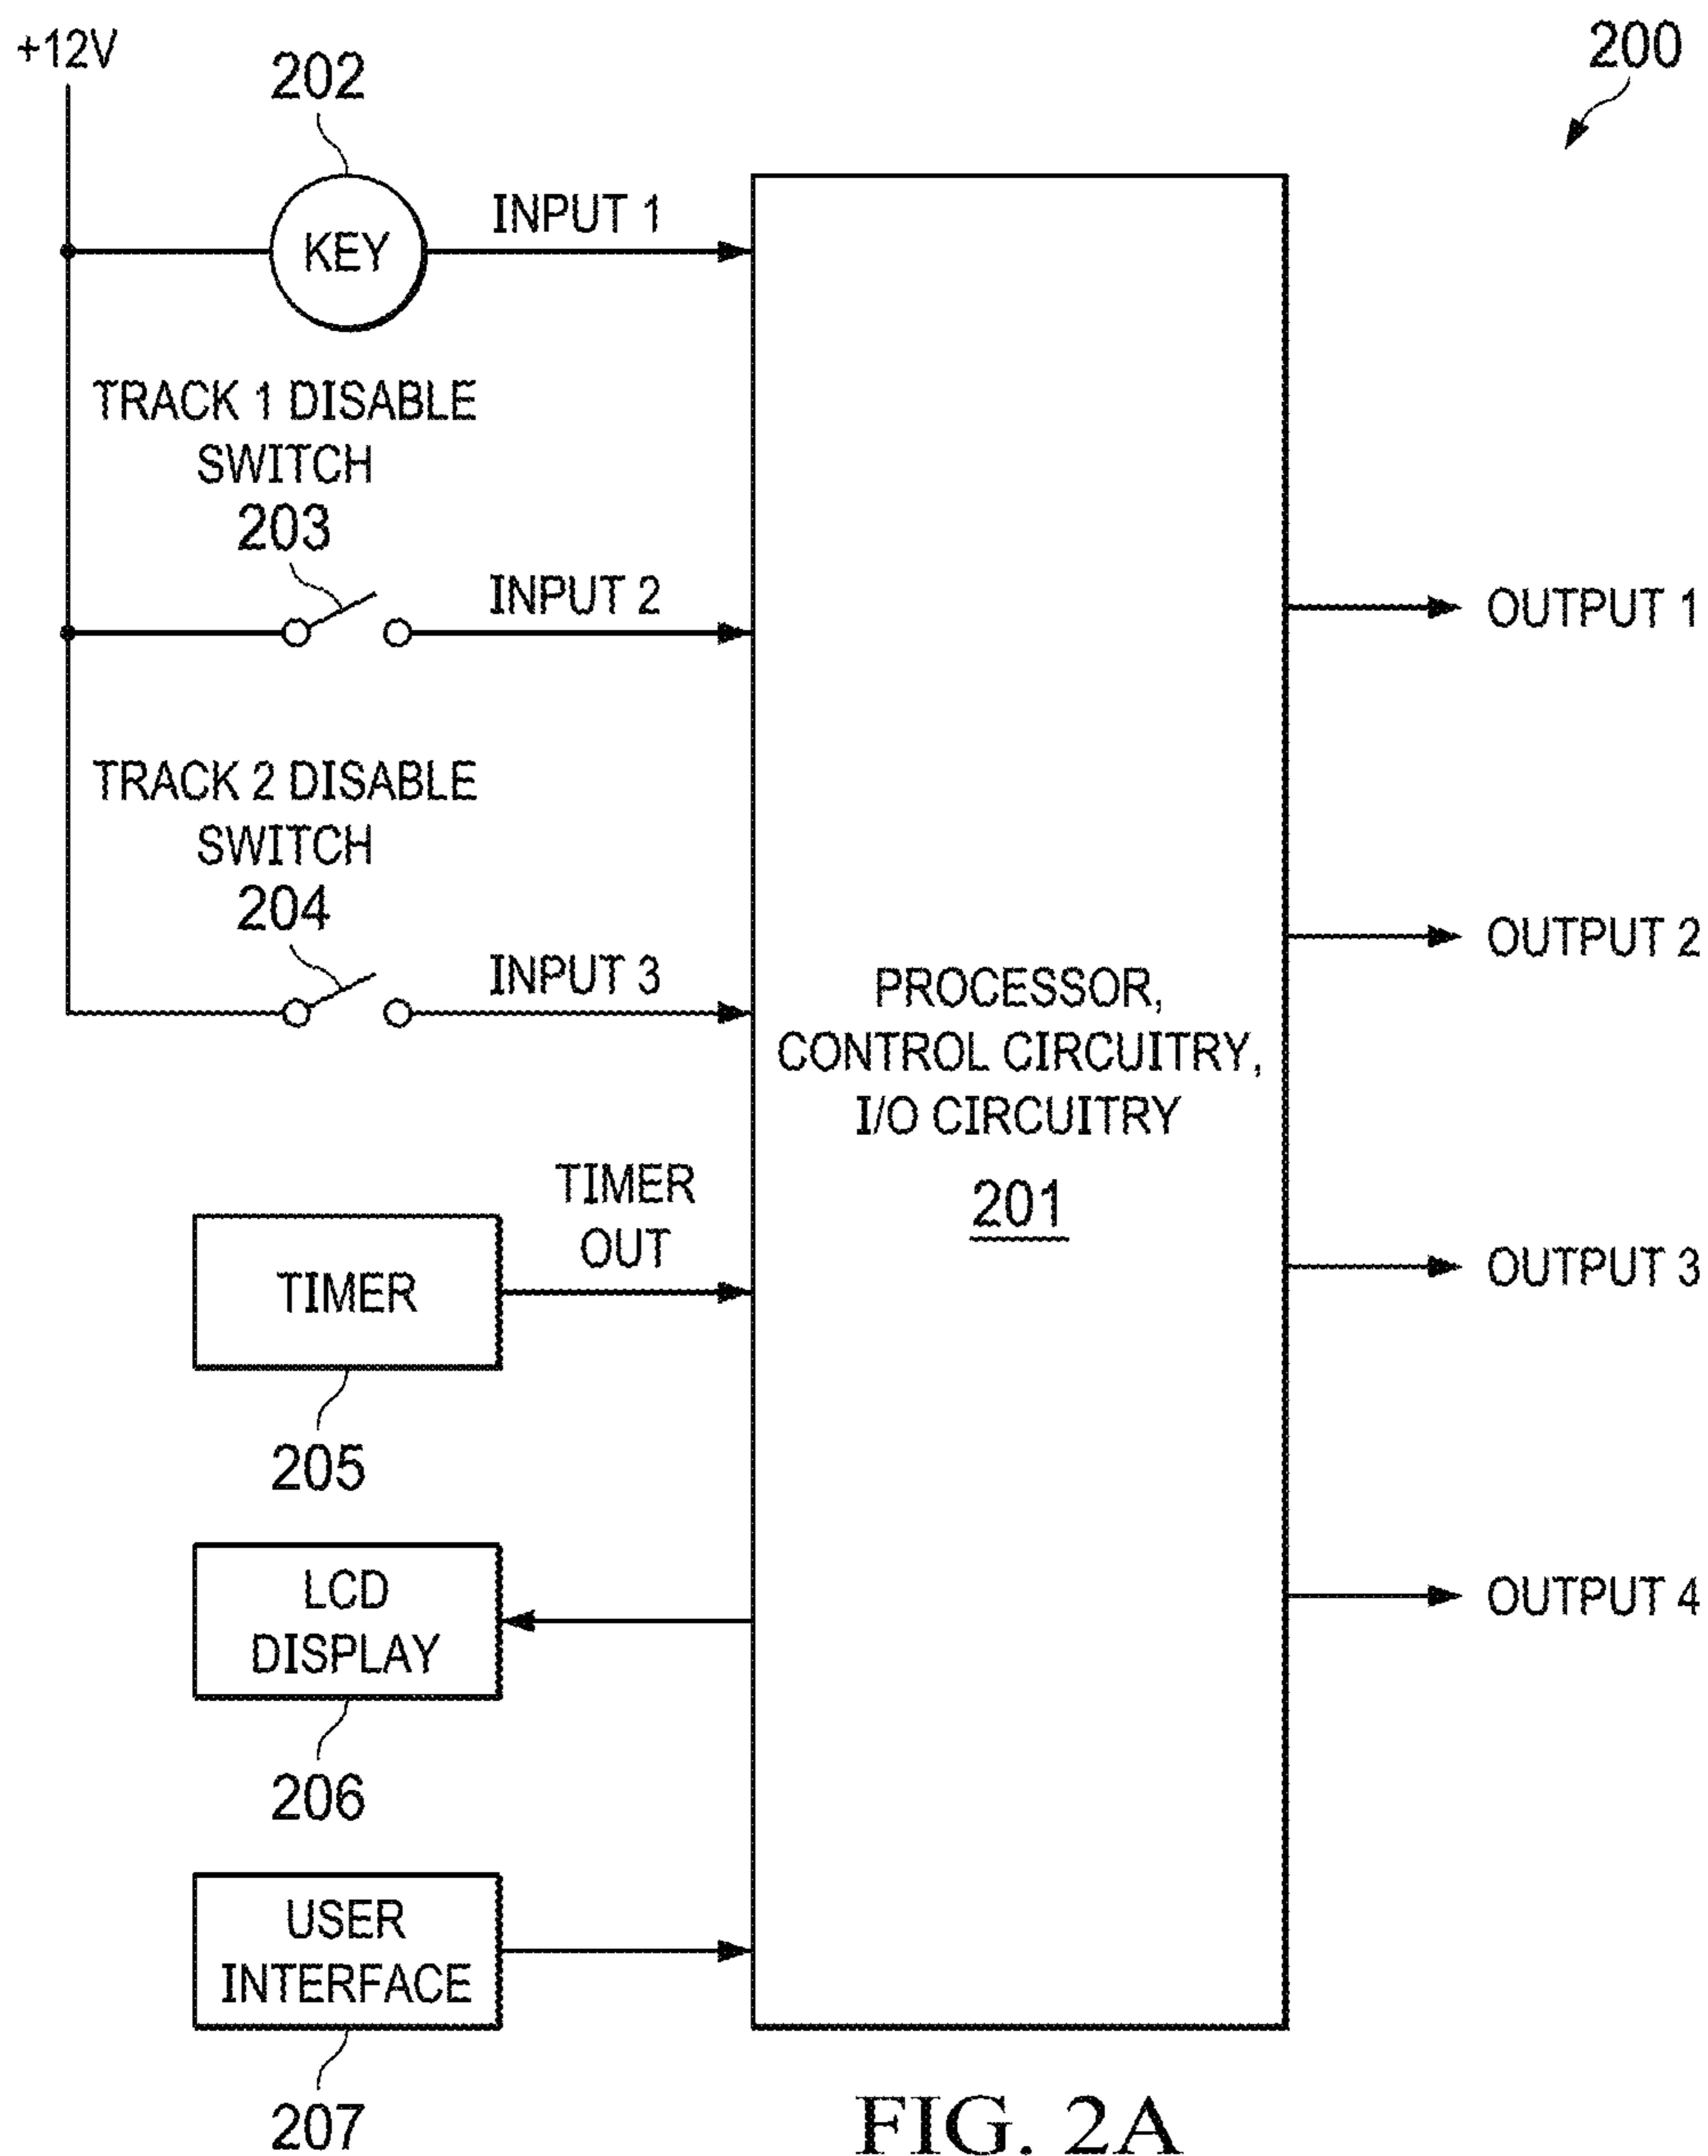 +12V
200
202
KEY
INPUT 1
TRACK 1 DISABLE
SWITCH
203
INPUT 2
TRACK 2 DISABLE
SWITCH
204
INPUT 3
TIMER
OUT
TIMER
205
LCD
DISPLAY
206
USER
INTERFACE
207
PROCESSOR,
CONTROL CIRCUITRY,
I/O CIRCUITRY
201
OUTPUT 1
OUTPUT 2
OUTPUT 3
OUTPUT 4
FIG. 2A